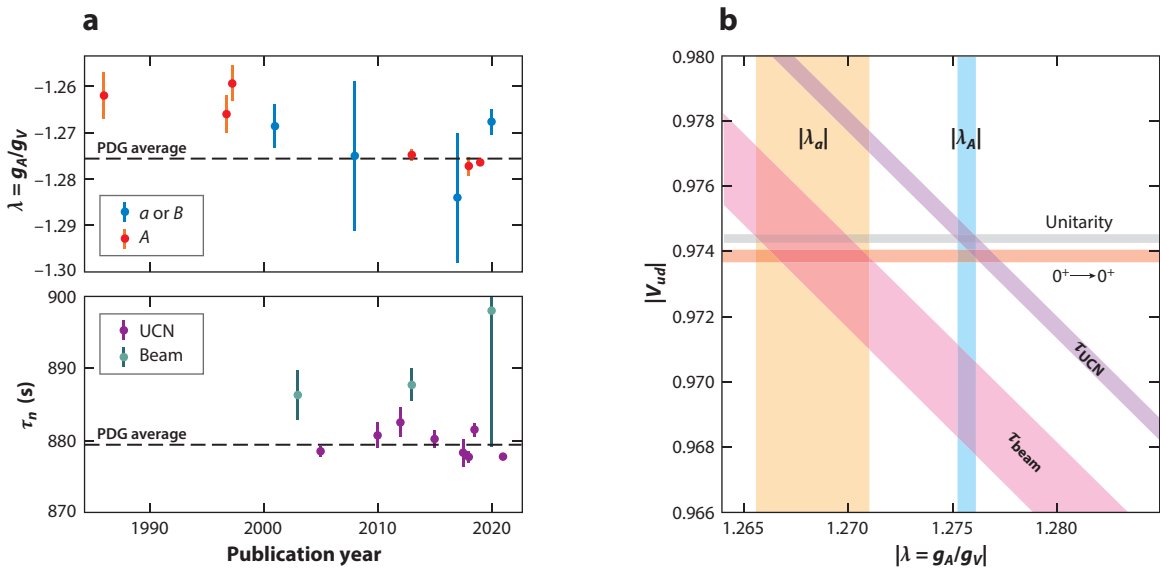 a
−1.26
−1.27
−1.28
−1.29
−1.30
λ = gA/gV
PDG average
a or B
A
900
890
880
870
τn (s)
UCN
Beam
PDG average
1990
2000
2010
2020
Publication year
b
0.980
0.978
0.976
0.974
0.972
0.970
0.968
0.966
|Vud|
|λa|
|λA|
Unitarity
0+⟶0+
τUCN
τbeam
1.265
1.270
1.275
1.280
|λ = gA/gV|